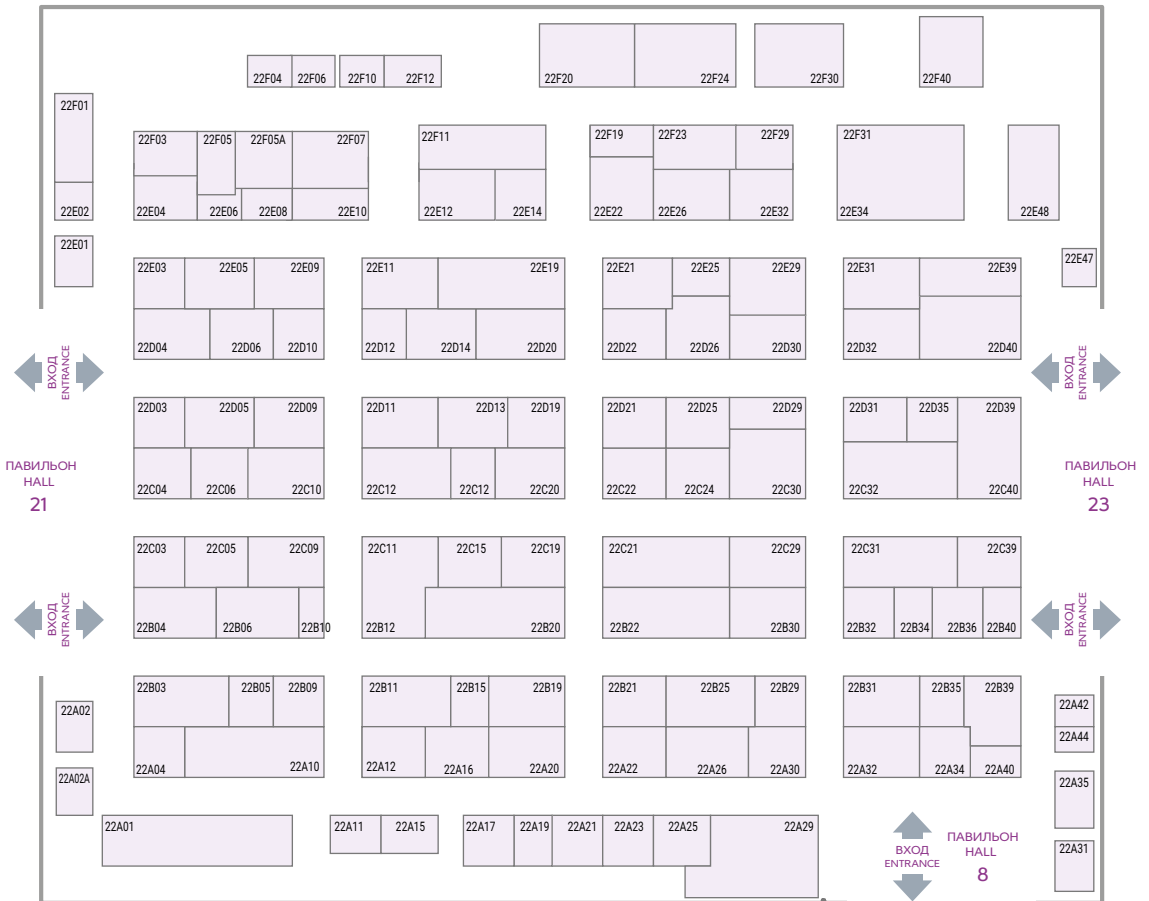 22F04 22F06 22F10 22F12 22F20 22F24 22F30 22F40
22F01
22F03 22F05 22F05A 22F07 22F11 22F19 22F23 22F29 22F31
22E02 22E04 22E06 22E08 22E10 22E12 22E14 22E22 22E26 22E32 22E34 22E48
22E01
22E47
22E03 22E05 22E09 22E11 22E19 22E21 22E25 22E29 22E31 22E39
22D04 22D06 22D10 22D12 22D14 22D20 22D22 22D26 22D30 22D32 22D40
ВХОД
ENTRANCE
ВХОД
ENTRANCE
22D03 22D05 22D09 22D11 22D13 22D19 22D21 22D25 22D29 22D31 22D35 22D39
ПАВИЛЬОН
HALL
21
ПАВИЛЬОН
HALL
23
22C04 22C06 22C10 22C12 22C12 22C20 22C22 22C24 22C30 22C32 22C40
22C03 22C05 22C09 22C11 22C15 22C19 22C21 22C29 22C31 22C39
ВХОД
ENTRANCE
ВХОД
ENTRANCE
22B04 22B06 22B10 22B12 22B20 22B22 22B30 22B32 22B34 22B36 22B40
22B03 22B05 22B09 22B11 22B15 22B19 22B21 22B25 22B29 22B31 22B35 22B39
22A02
22A42
22A44
22A04 22A10 22A12 22A16 22A20 22A22 22A26 22A30 22A32 22A34 22A40
22A02A
22A35
22A01 22A11 22A15 22A17 22A19 22A21 22A23 22A25 22A29
ВХОД
ENTRANCE
ПАВИЛЬОН
HALL
8
22A31